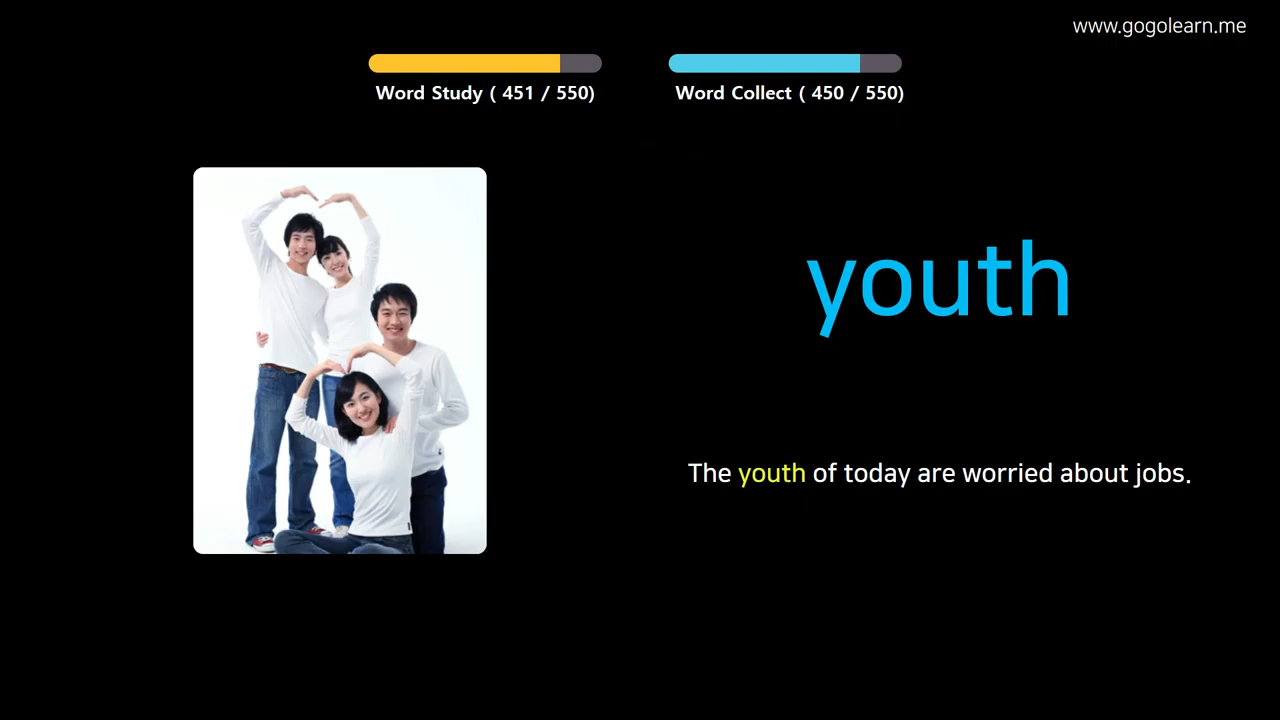 www.gogolearn.me
Word Study ( 451 / 550)
Word Collect ( 450 / 550)
youth
The youth of today are worried about jobs.